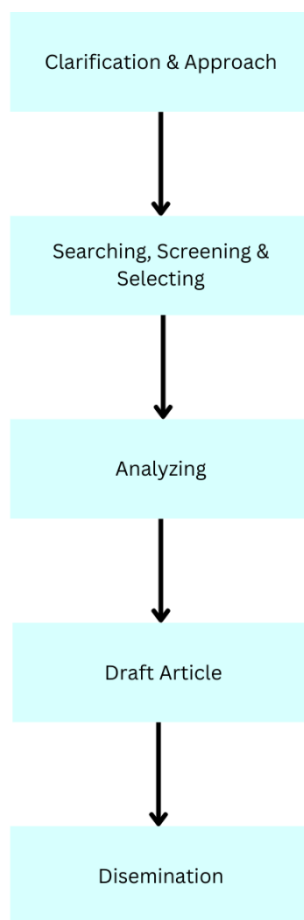 Clarification & Approach
Searching, Screening &
Selecting
Analyzing
Draft Article
Disemination